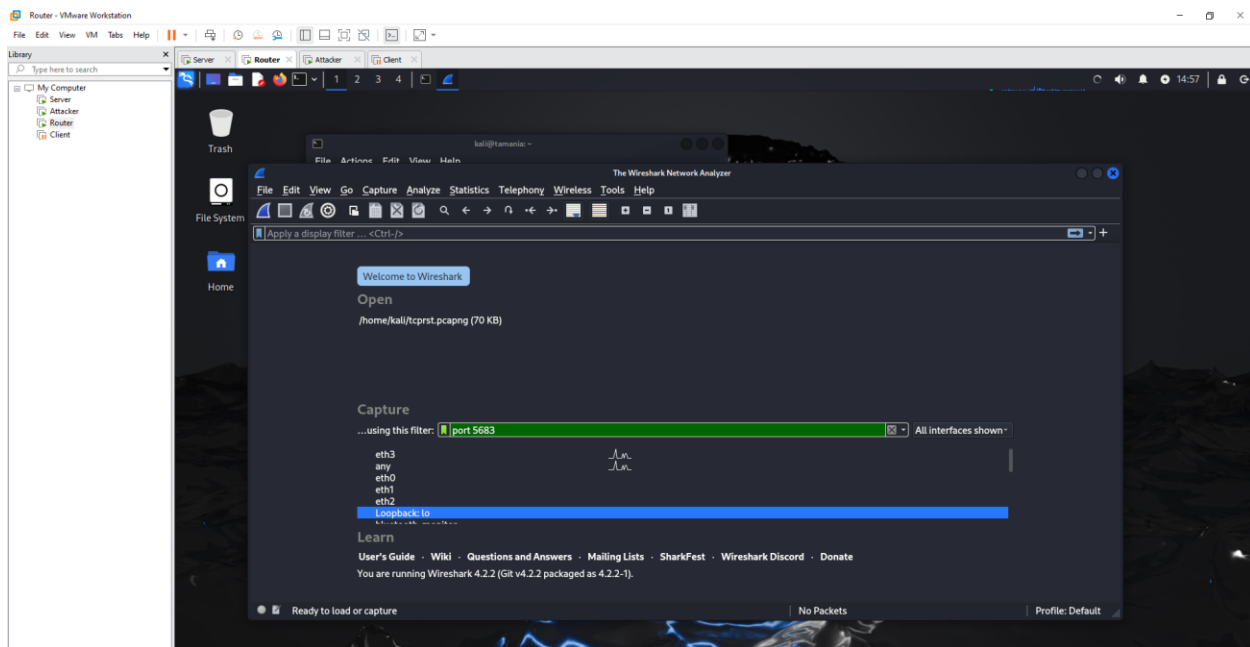 Router - VMware Workstation
File Edit View VM Tabs Help
Library
Type here to search
My Computer
Server
Attacker
Router
Client
Server Router Attacker Client
1 2 3 4 14:57
Trash
File System
Home
kali@tamania: ~
File Actions Edit View Help
The Wireshark Network Analyzer
File Edit View Go Capture Analyze Statistics Telephony Wireless Tools Help
Apply a display filter ... <Ctrl-/>
Welcome to Wireshark
Open
/home/kali/tcprst.pcapng (70 KB)
Capture
...using this filter: port 5683 All interfaces shown
eth3
any
eth0
eth1
eth2
Loopback: lo
Learn
User's Guide · Wiki · Questions and Answers · Mailing Lists · SharkFest · Wireshark Discord · Donate
You are running Wireshark 4.2.2 (Git v4.2.2 packaged as 4.2.2-1).
Ready to load or capture No Packets Profile: Default